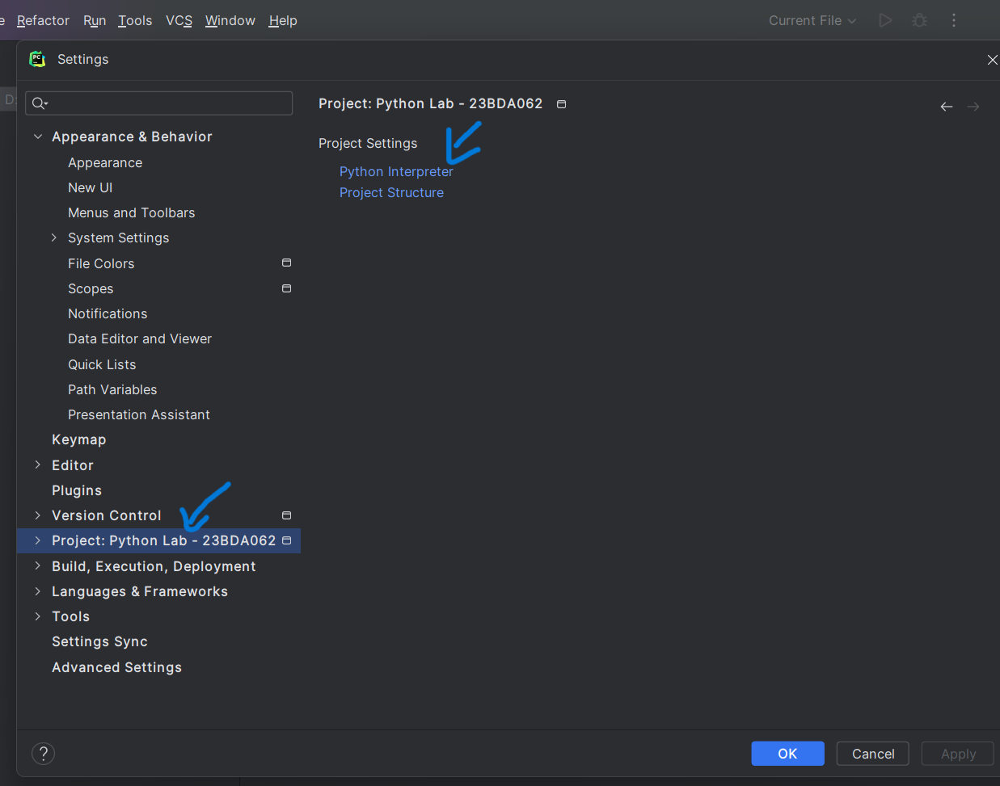 e Refactor Run Tools VCS Window Help Current File
PC Settings
D:
Project: Python Lab - 23BDA062
Appearance & Behavior
Project Settings
Appearance
Python Interpreter
New UI
Project Structure
Menus and Toolbars
System Settings
File Colors
Scopes
Notifications
Data Editor and Viewer
Quick Lists
Path Variables
Presentation Assistant
Keymap
Editor
Plugins
Version Control
Project: Python Lab - 23BDA062
Build, Execution, Deployment
Languages & Frameworks
Tools
Settings Sync
Advanced Settings
? OK Cancel Apply